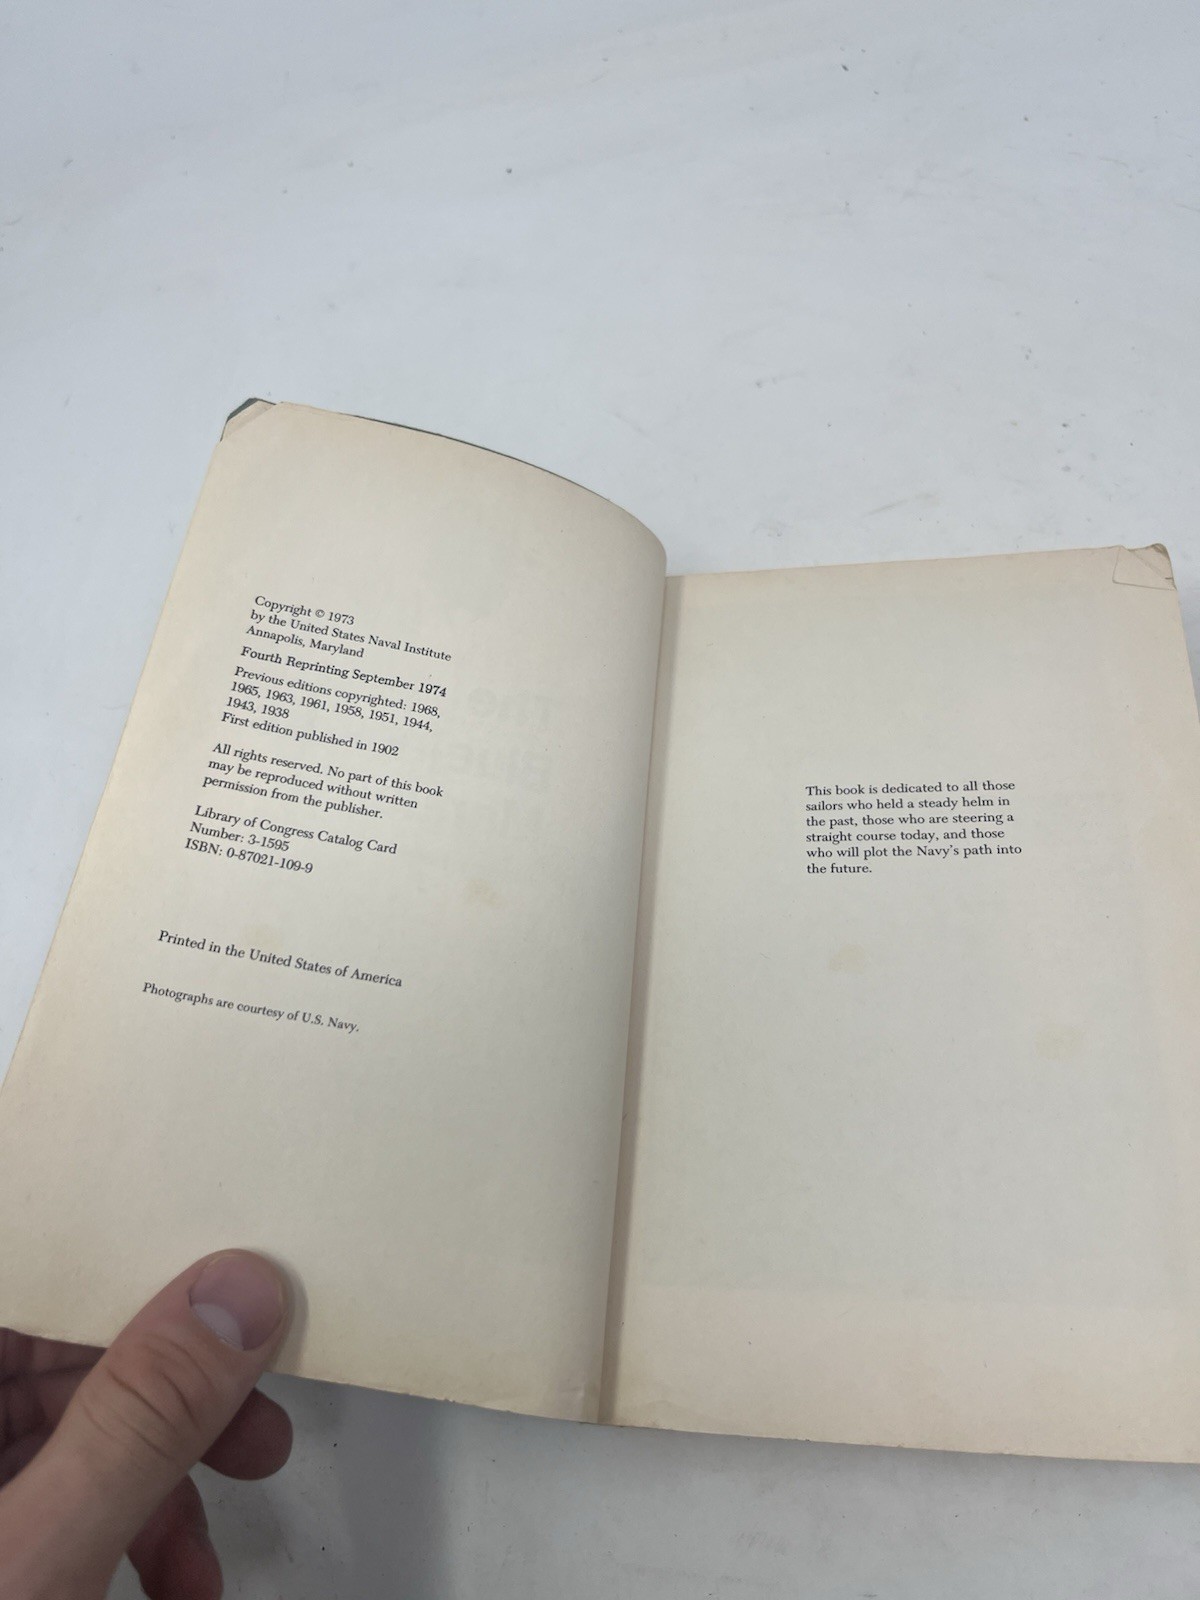 Copyright © 1973
by the United States Naval Institute
Annapolis, Maryland
Fourth Reprinting September 1974
Previous editions copyrighted: 1968,
1965, 1963, 1961, 1958, 1951, 1944,
1943, 1938
First edition published in 1902
All rights reserved. No part of this book
may be reproduced without written
permission from the publisher.
Library of Congress Catalog Card
Number: 3-1595
ISBN: 0-87021-109-9
Printed in the United States of America
Photographs are courtesy of U.S. Navy.
This book is dedicated to all those
sailors who held a steady helm in
the past, those who are steering a
straight course today, and those
who will plot the Navy's path into
the future.